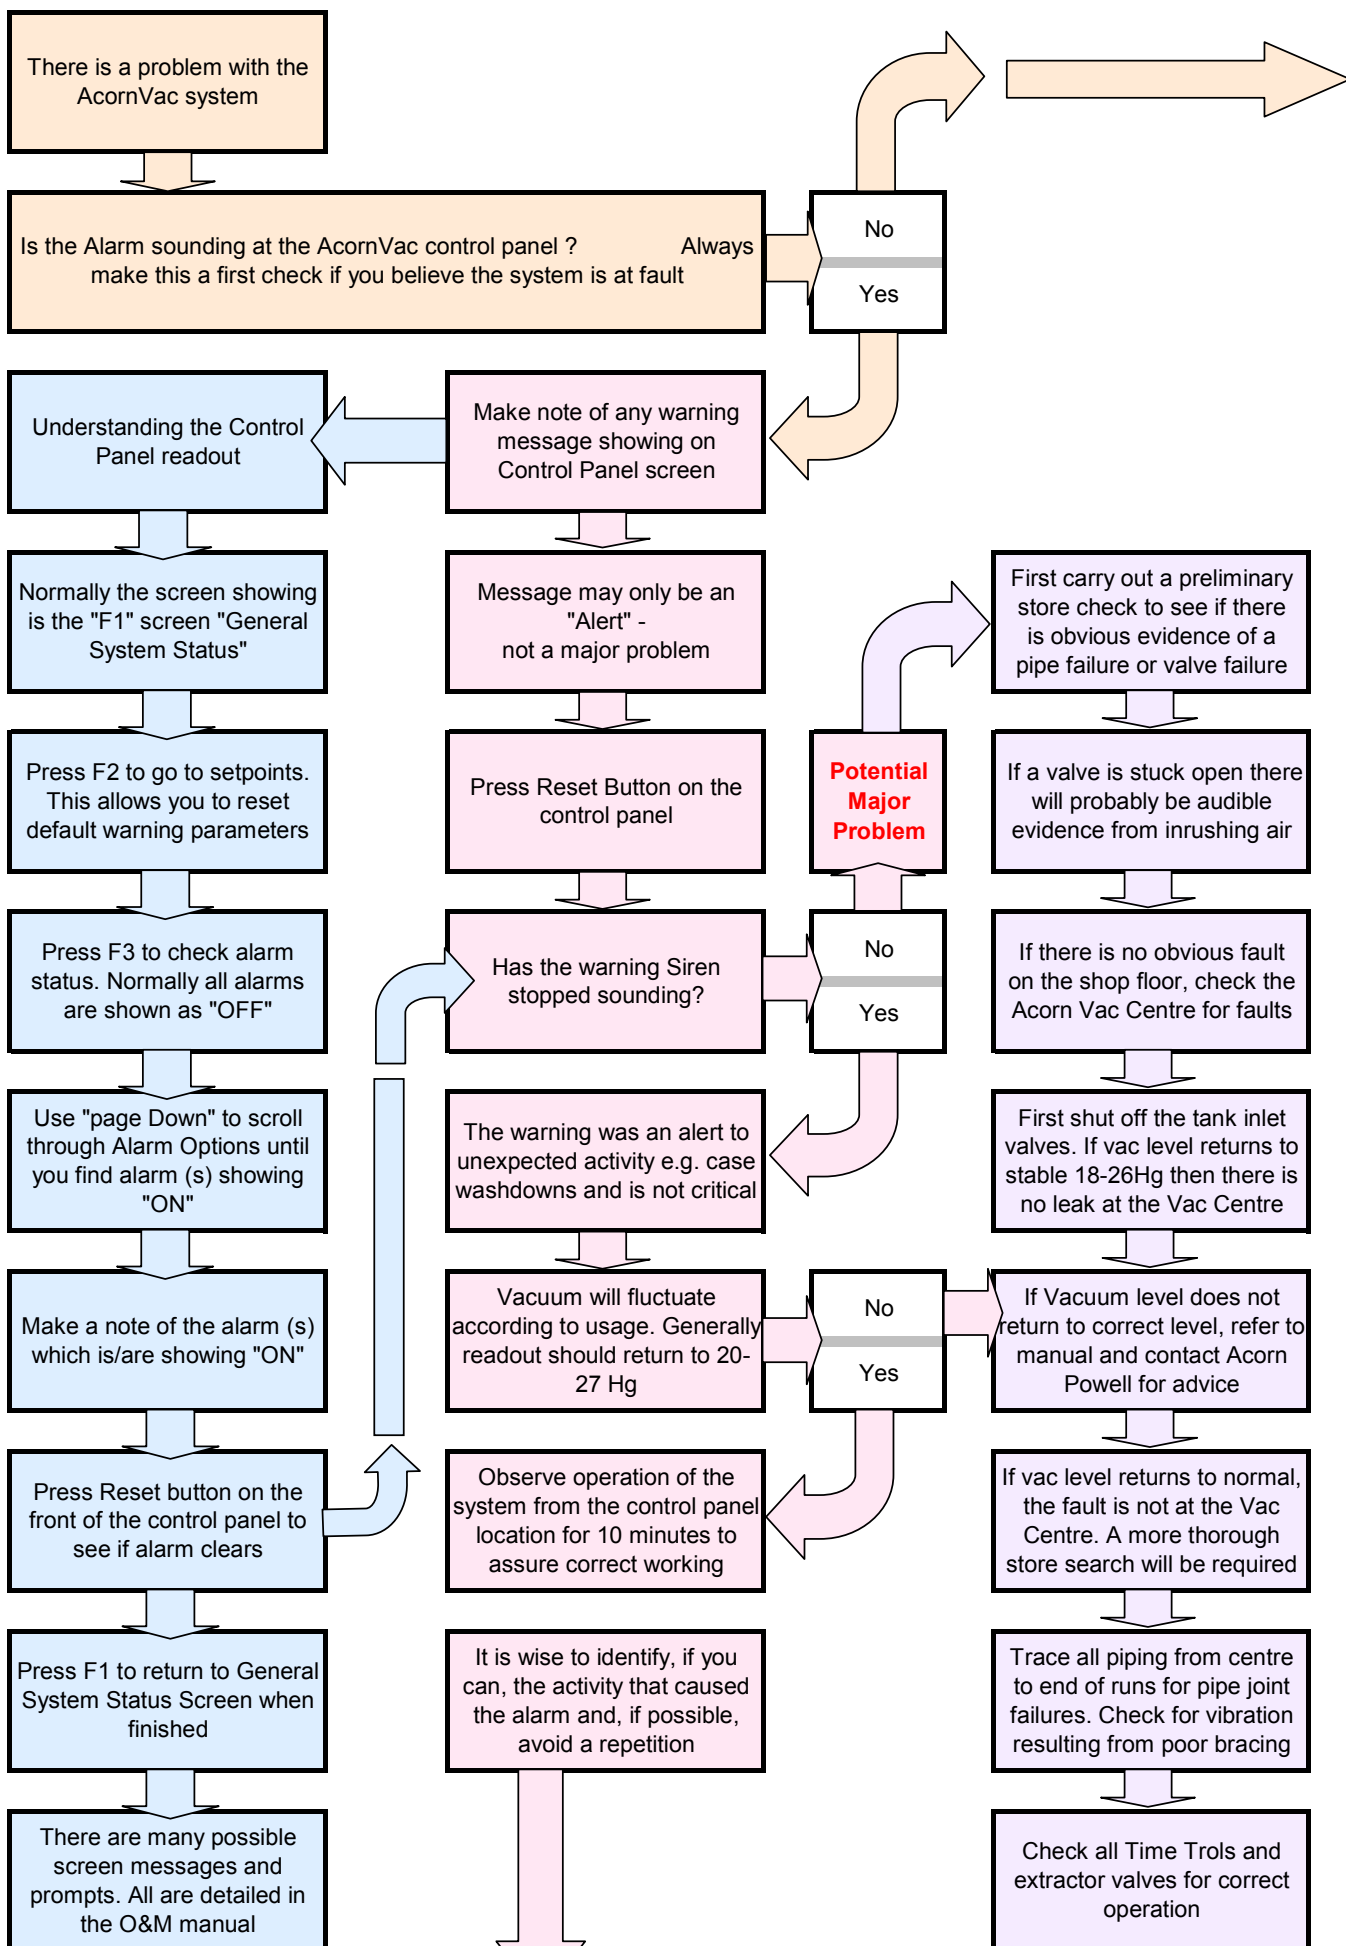 There is a problem with the
AcornVac system
Is the Alarm sounding at the AcornVac control panel ? Always
make this a first check if you believe the system is at fault
No
Yes
Understanding the Control
Panel readout
Make note of any warning
message showing on
Control Panel screen
Normally the screen showing
is the "F1" screen "General
System Status"
Message may only be an
"Alert" -
not a major problem
First carry out a preliminary
store check to see if there
is obvious evidence of a
pipe failure or valve failure
Press F2 to go to setpoints.
This allows you to reset
default warning parameters
Press Reset Button on the
control panel
Potential
Major
Problem
If a valve is stuck open there
will probably be audible
evidence from inrushing air
Press F3 to check alarm
status. Normally all alarms
are shown as "OFF"
Has the warning Siren
stopped sounding?
No
Yes
If there is no obvious fault
on the shop floor, check the
Acorn Vac Centre for faults
Use "page Down" to scroll
through Alarm Options until
you find alarm (s) showing
"ON"
The warning was an alert to
unexpected activity e.g. case
washdowns and is not critical
First shut off the tank inlet
valves. If vac level returns to
stable 18-26Hg then there is
no leak at the Vac Centre
Make a note of the alarm (s)
which is/are showing "ON"
Vacuum will fluctuate
according to usage. Generally
readout should return to 20-
27 Hg
No
Yes
If Vacuum level does not
return to correct level, refer to
manual and contact Acorn
Powell for advice
Press Reset button on the
front of the control panel to
see if alarm clears
Observe operation of the
system from the control panel
location for 10 minutes to
assure correct working
If vac level returns to normal,
the fault is not at the Vac
Centre. A more thorough
store search will be required
Press F1 to return to General
System Status Screen when
finished
It is wise to identify, if you
can, the activity that caused
the alarm and, if possible,
avoid a repetition
Trace all piping from centre
to end of runs for pipe joint
failures. Check for vibration
resulting from poor bracing
There are many possible
screen messages and
prompts. All are detailed in
the O&M manual
Check all Time Trols and
extractor valves for correct
operation